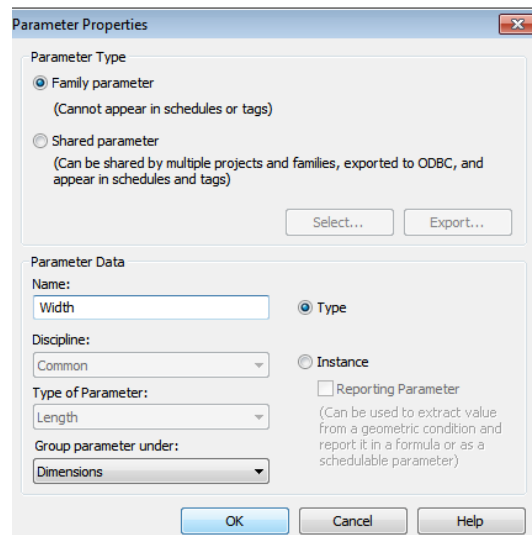 Parameter Properties
Parameter Type
Family parameter
(Cannot appear in schedules or tags)
Shared parameter
(Can be shared by multiple projects and families, exported to ODBC, and
appear in schedules and tags)
Select...
Export...
Parameter Data
Name:
Width
Type
Discipline:
Common
Instance
Reporting Parameter
Type of Parameter:
Length
(Can be used to extract value
from a geometric condition and
report it in a formula or as a
schedulable parameter)
Group parameter under:
Dimensions
OK
Cancel
Help